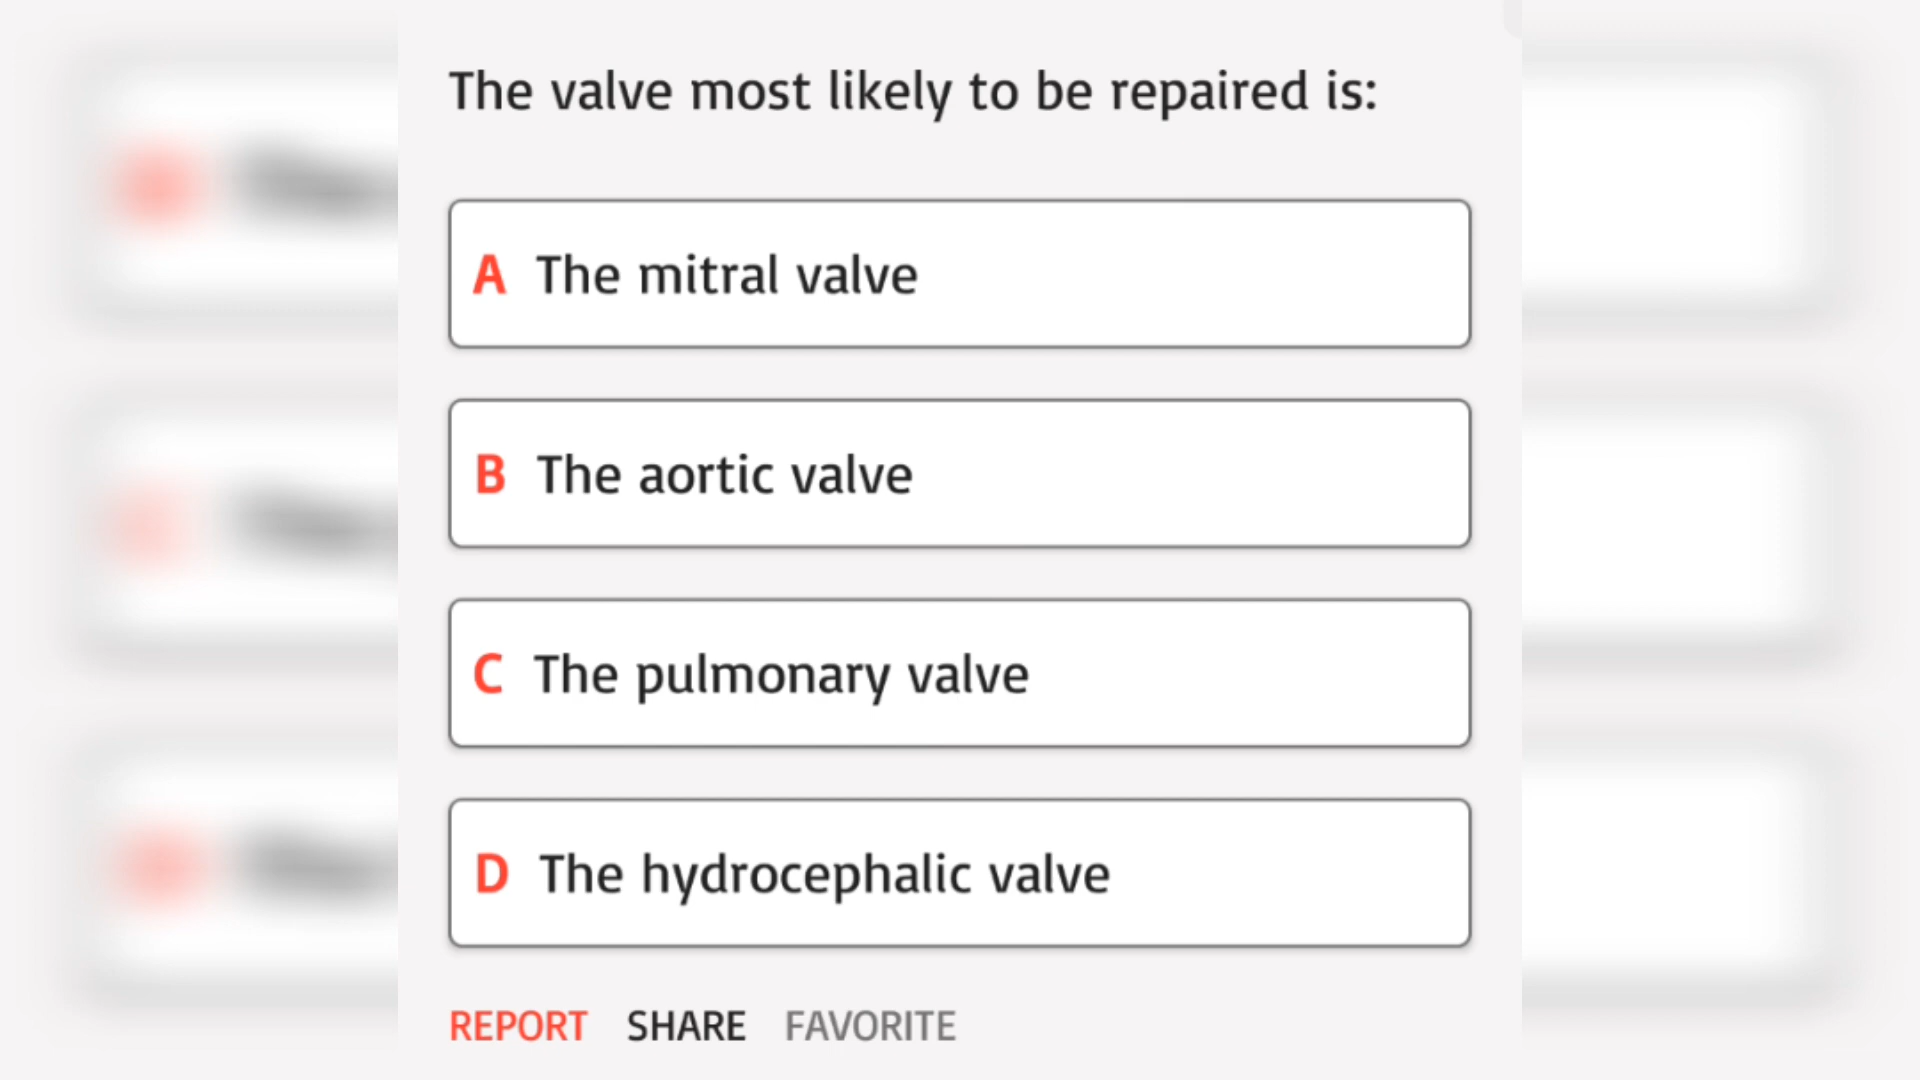 The valve most likely to be repaired is:
A The mitral valve
B The aortic valve
C The pulmonary valve
D The hydrocephalic valve
REPORT SHARE FAVORITE